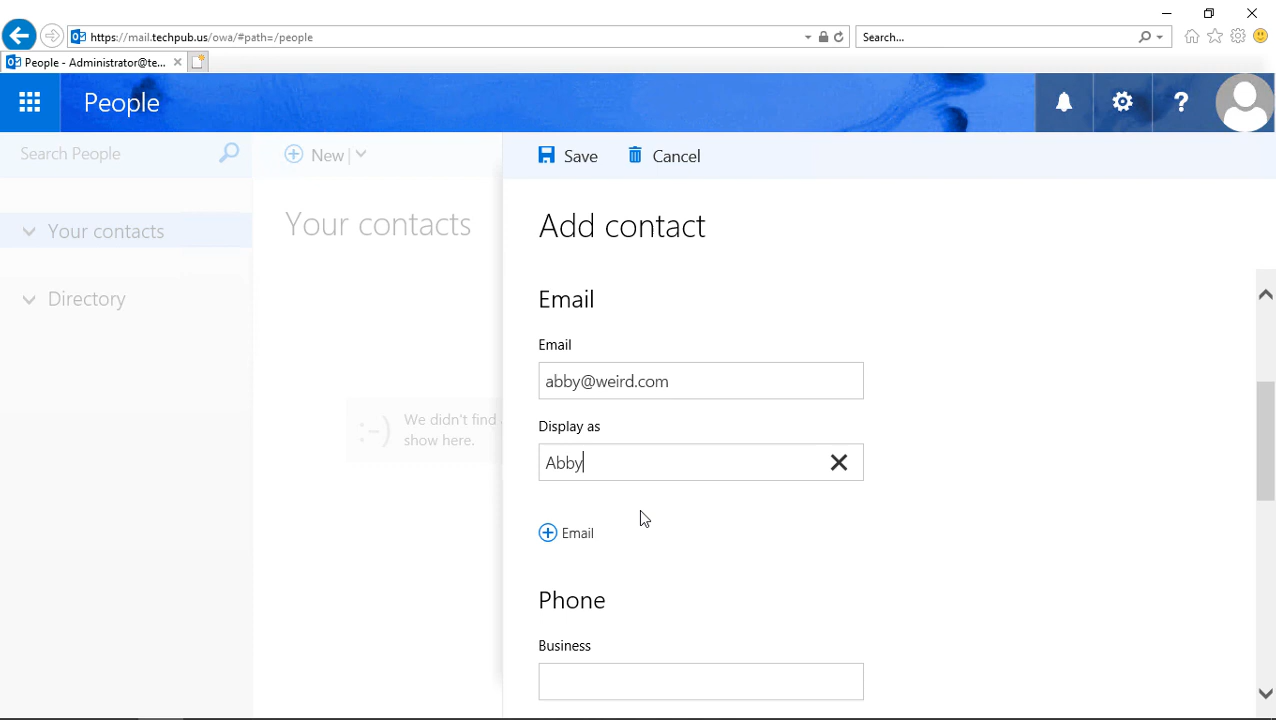 https://mail.techpub.us/owa/#path=/people
Search...
People - Administrator@te...
People
?
Search People
New
Save
Cancel
Your contacts
Your contacts
Directory
Add contact
Email
Email
abby@weird.com
Display as
Abby
:-)
We didn't find
show here.
Email
Phone
Business